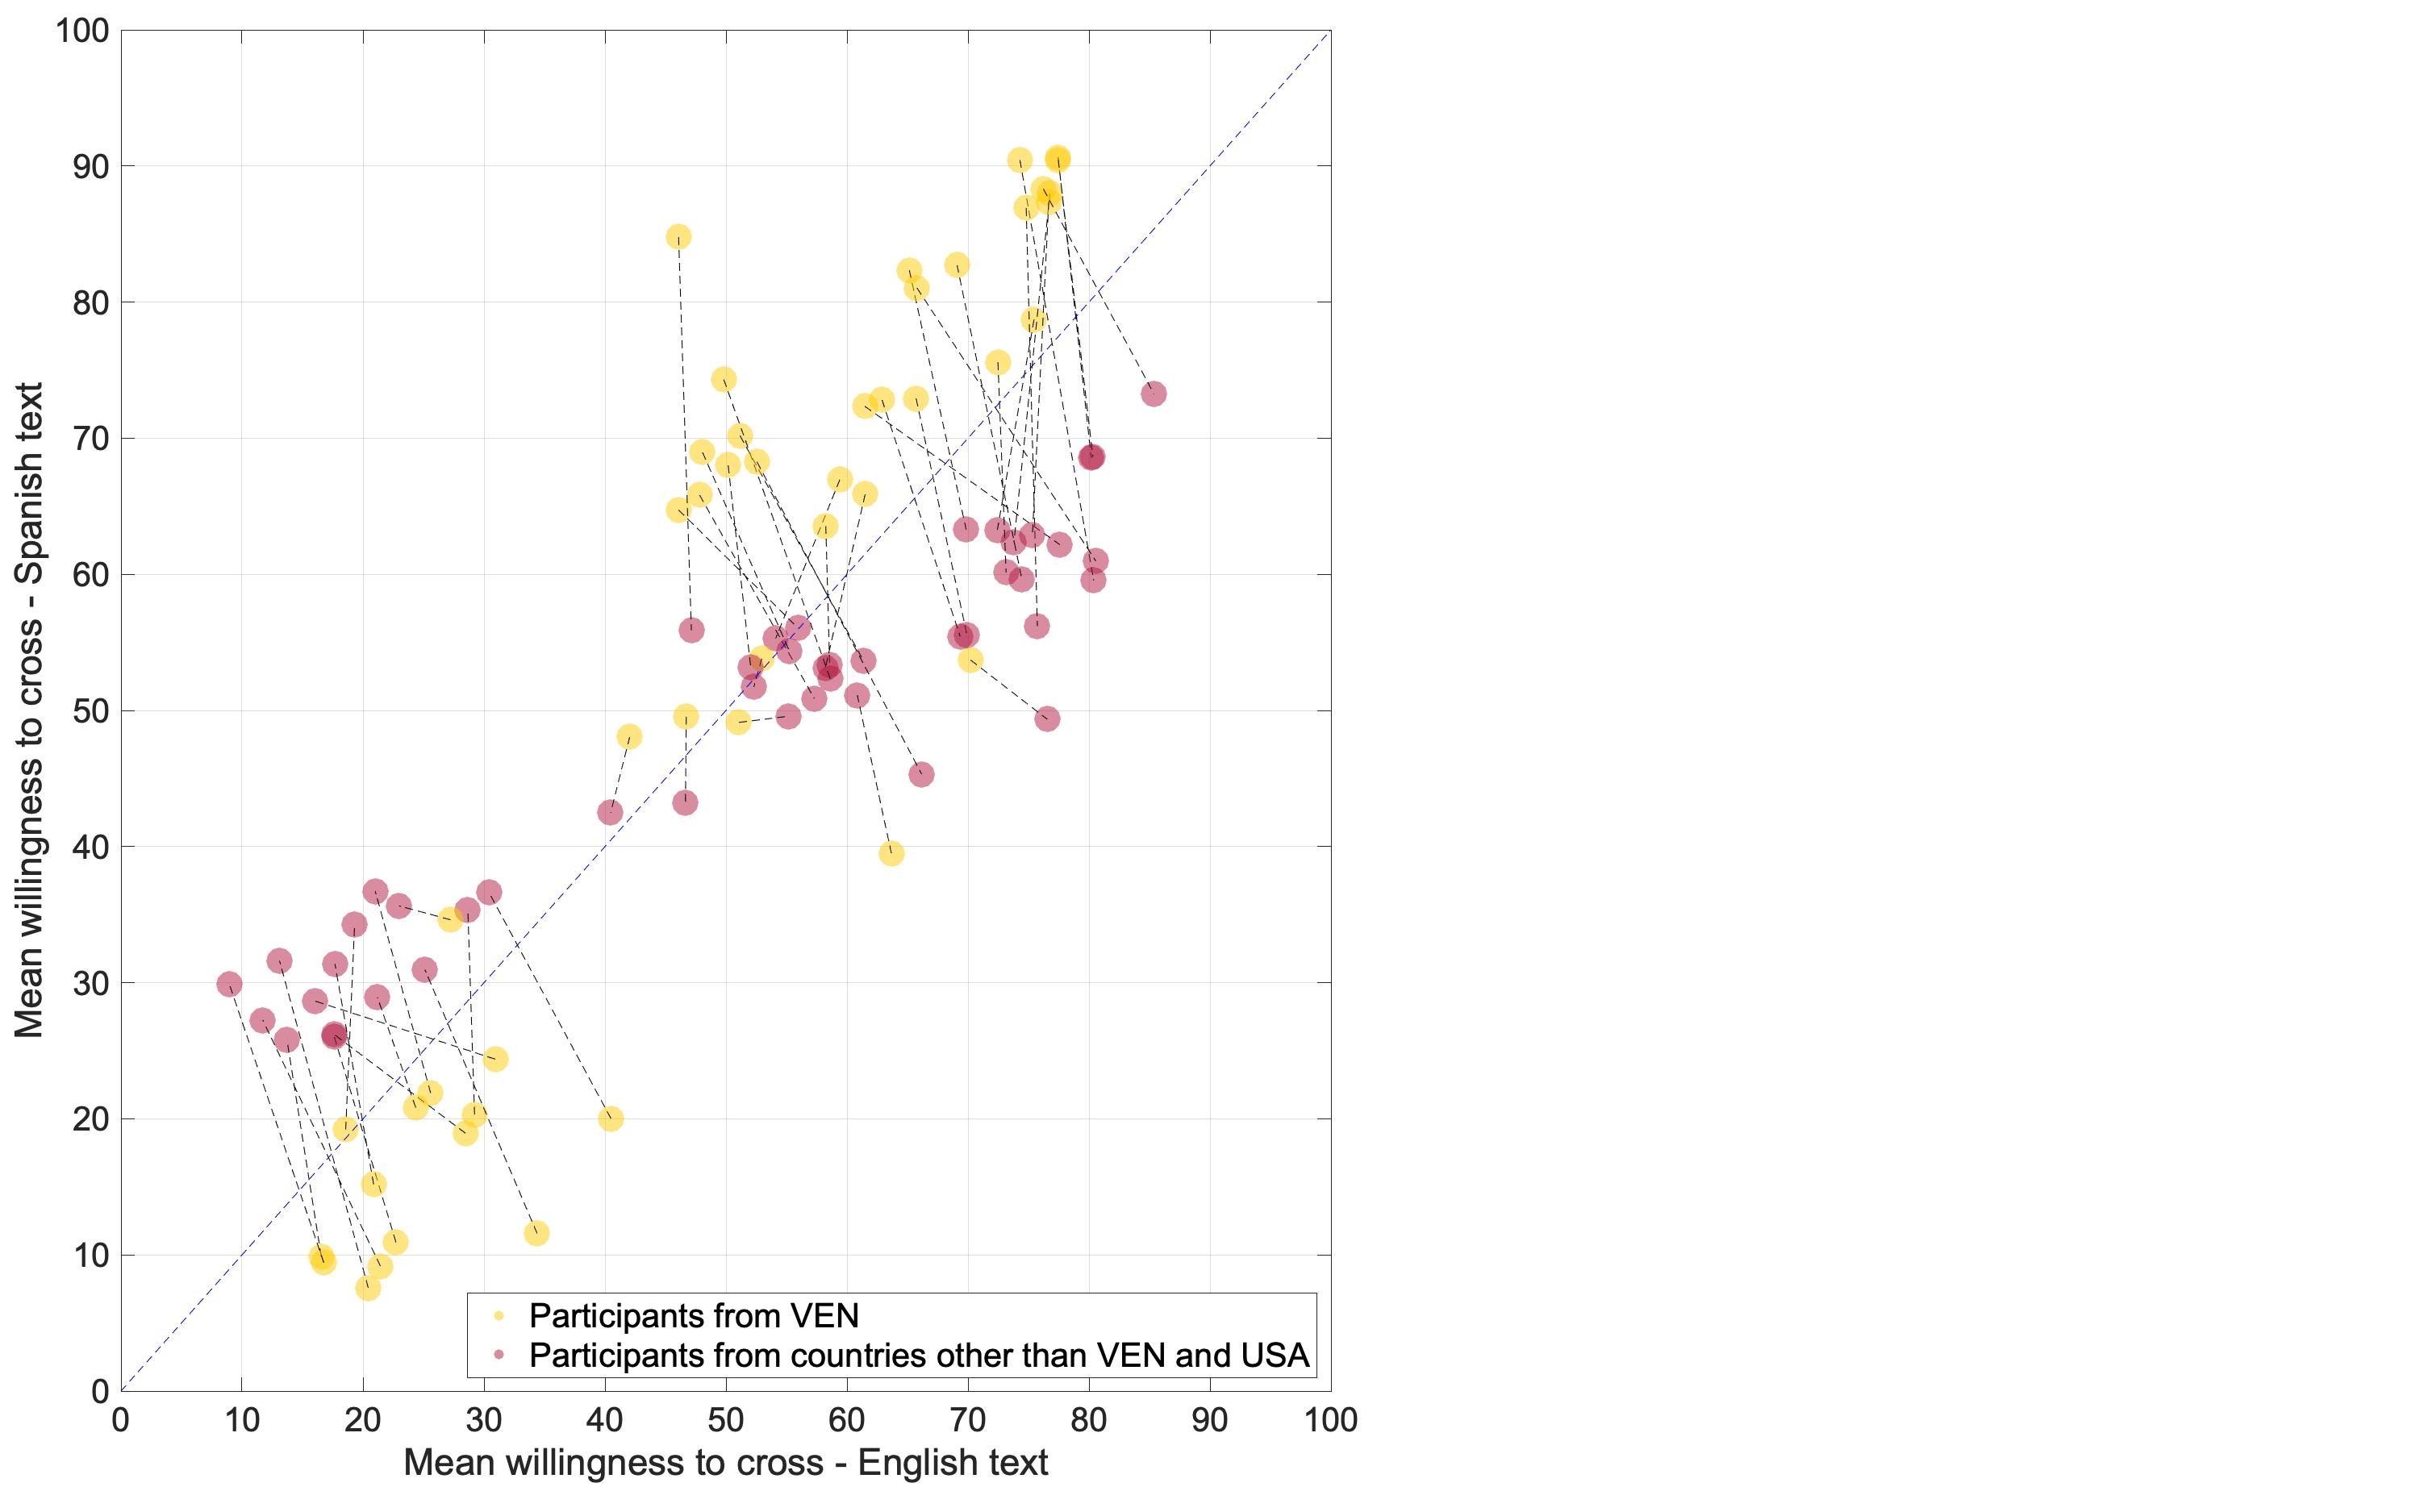 100
90
80
70
60
50
40
30
20
10
0
Mean willingness to cross - Spanish text
Participants from VEN
Participants from countries other than VEN and USA
0 10 20 30 40 50 60 70 80 90 100
Mean willingness to cross - English text